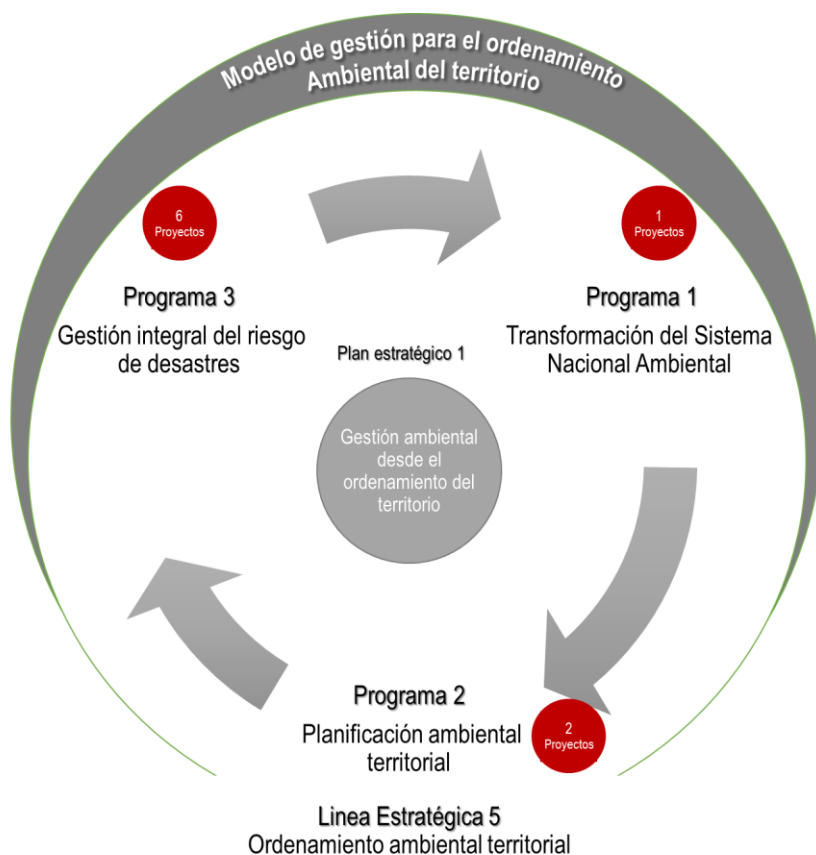 Modelo de gestión para el ordenamiento
Ambiental del territorio
6
Proyectos
1
Proyectos
Programa 3
Gestión integral del riesgo
de desastres
Programa 1
Transformación del Sistema
Nacional Ambiental
Plan estratégico 1
Gestión ambiental
desde el
ordenamiento del
territorio
Programa 2
Planificación ambiental
territorial
2
Proyectos
Linea Estratégica 5
Ordenamiento ambiental territorial